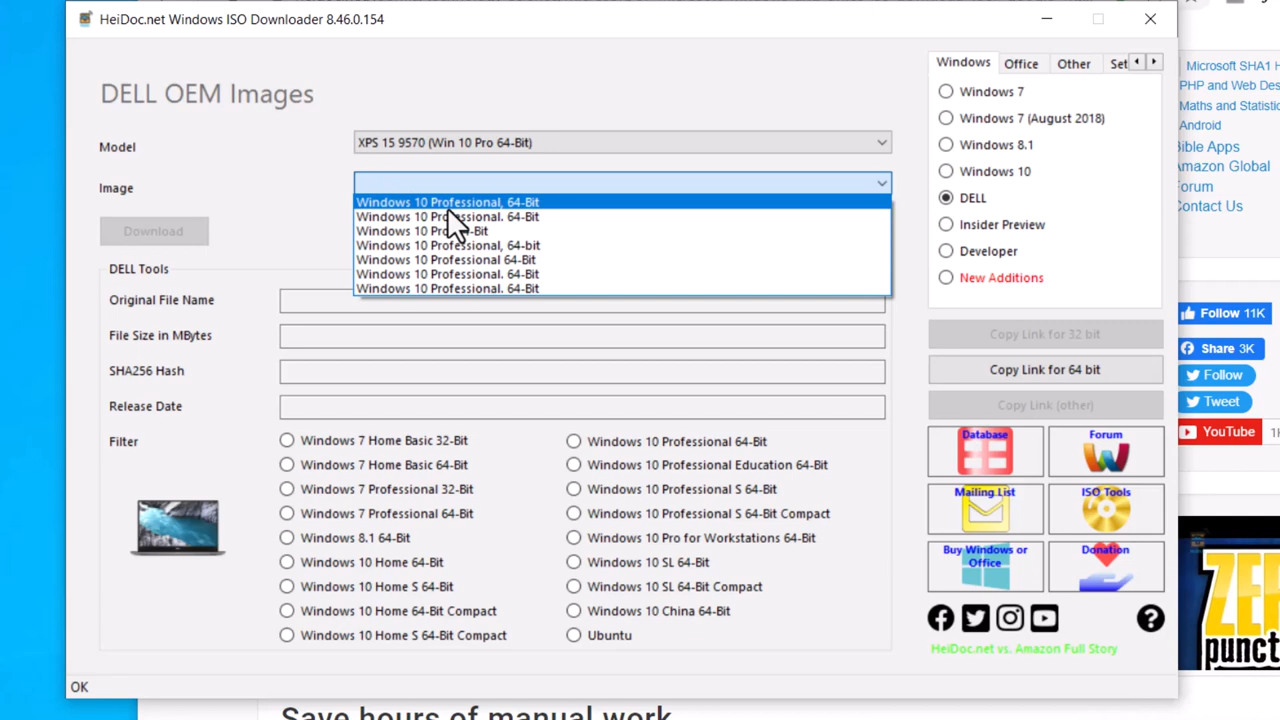 HeiDoc.net Windows ISO Downloader 8.46.0.154
DELL OEM Images
Model
XPS 15 9570 (Win 10 Pro 64-Bit)
Image
Windows 10 Professional, 64-Bit
Windows 10 Professional. 64-Bit
Windows 10 Pro -Bit
Windows 10 Professional, 64-bit
Windows 10 Professional 64-Bit
Windows 10 Professional. 64-Bit
Windows 10 Professional. 64-Bit
Download
DELL Tools
Original File Name
File Size in MBytes
SHA256 Hash
Release Date
Filter
Windows 7 Home Basic 32-Bit
Windows 7 Home Basic 64-Bit
Windows 7 Professional 32-Bit
Windows 7 Professional 64-Bit
Windows 8.1 64-Bit
Windows 10 Home 64-Bit
Windows 10 Home S 64-Bit
Windows 10 Home 64-Bit Compact
Windows 10 Home S 64-Bit Compact
Windows 10 Professional 64-Bit
Windows 10 Professional Education 64-Bit
Windows 10 Professional S 64-Bit
Windows 10 Professional S 64-Bit Compact
Windows 10 Pro for Workstations 64-Bit
Windows 10 SL 64-Bit
Windows 10 SL 64-Bit Compact
Windows 10 China 64-Bit
Ubuntu
OK
Windows Office Other Set
Windows 7
Windows 7 (August 2018)
Windows 8.1
Windows 10
DELL
Insider Preview
Developer
New Additions
Copy Link for 32 bit
Copy Link for 64 bit
Copy Link (other)
Database
Forum
Mailing List
ISO Tools
Buy Windows or
Office
Donation
HeiDoc.net vs. Amazon Full Story
Microsoft SHA1 H
PHP and Web Des
Maths and Statistic
Android
Bible Apps
Amazon Global
Forum
Contact Us
Follow 11K
Share 3K
Follow
Tweet
YouTube
ZER
punct
Save hours of manual work